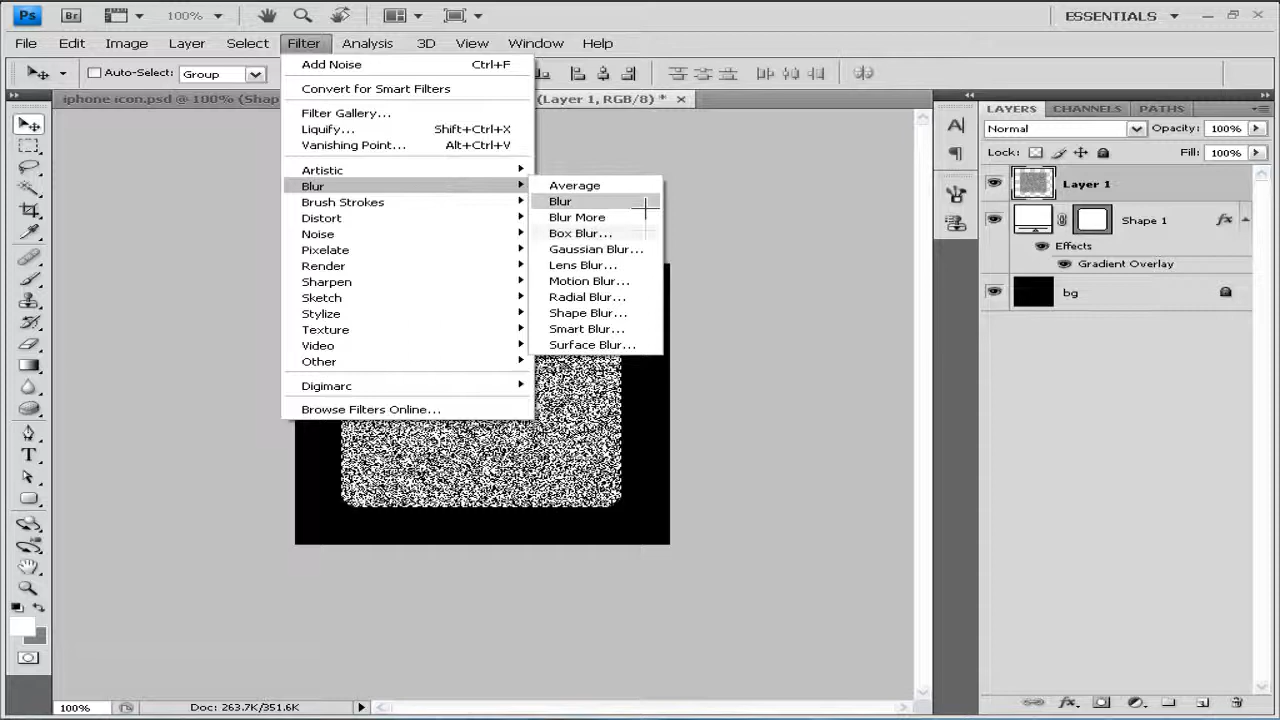 Ps Br 100% ESSENTIALS
File Edit Image Layer Select Filter Analysis 3D View Window Help
Auto-Select: Group
iphone icon.psd @ 100% (Shap (Layer 1, RGB/8) *
Add Noise Ctrl+F
Convert for Smart Filters
Filter Gallery...
Liquify... Shift+Ctrl+X
Vanishing Point... Alt+Ctrl+V
Artistic
Blur
Brush Strokes
Distort
Noise
Pixelate
Render
Sharpen
Sketch
Stylize
Texture
Video
Other
Digimarc
Browse Filters Online...
Average
Blur
Blur More
Box Blur...
Gaussian Blur...
Lens Blur...
Motion Blur...
Radial Blur...
Shape Blur...
Smart Blur...
Surface Blur...
LAYERS CHANNELS PATHS
Normal Opacity: 100%
Lock: Fill: 100%
Layer 1
Shape 1 fx
Effects
Gradient Overlay
bg
100% Doc: 263.7K/351.6K